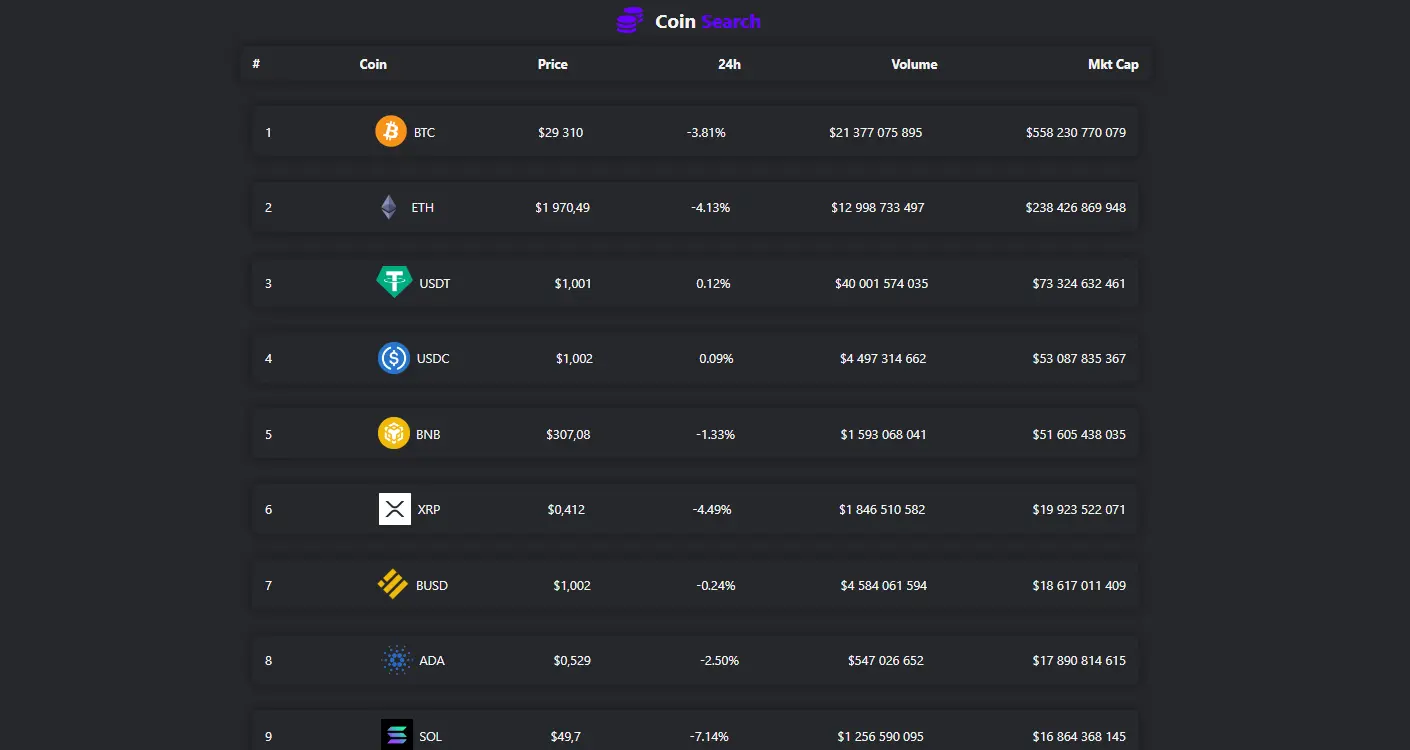 Coin Search
# Coin Price 24h Volume Mkt Cap
1 BTC $29 310 -3.81% $21 377 075 895 $558 230 770 079
2 ETH $1 970,49 -4.13% $12 998 733 497 $238 426 869 948
3 USDT $1,001 0.12% $40 001 574 035 $73 324 632 461
4 USDC $1,002 0.09% $4 497 314 662 $53 087 835 367
5 BNB $307,08 -1.33% $1 593 068 041 $51 605 438 035
6 XRP $0,412 -4.49% $1 846 510 582 $19 923 522 071
7 BUSD $1,002 -0.24% $4 584 061 594 $18 617 011 409
8 ADA $0,529 -2.50% $547 026 652 $17 890 814 615
9 SOL $49,7 -7.14% $1 256 590 095 $16 864 368 145